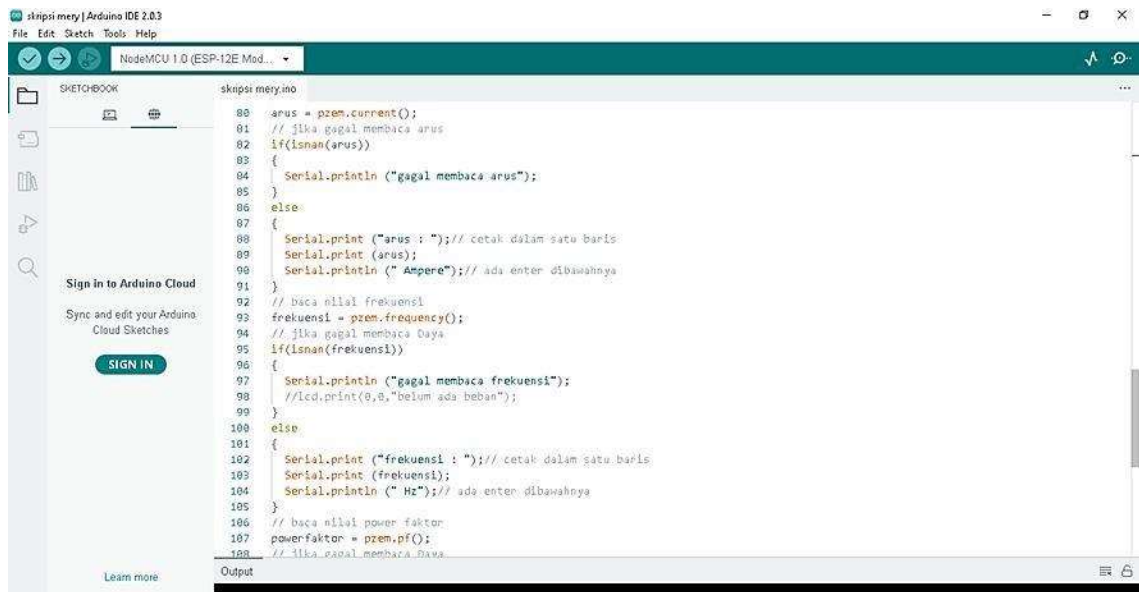 skripsi mery | Arduino IDE 2.0.3
File Edit Sketch Tools Help
NodeMCU 1.0 (ESP-12E Mod...
SKETCHBOOK
skripsi mery.ino
Sign in to Arduino Cloud
Sync and edit your Arduino
Cloud Sketches
SIGN IN
Learn more
80 arus = pzem.current();
81 // jika gagal membaca arus
82 if(isnan(arus))
83 {
84 Serial.println ("gagal membaca arus");
85 }
86 else
87 {
88 Serial.print ("arus : ");// cetak dalam satu baris
89 Serial.print (arus);
90 Serial.println (" Ampere");// ada enter dibawahnya
91 }
92 // baca nilai frekuensi
93 frekuensi = pzem.frequency();
94 // jika gagal membaca Daya
95 if(isnan(frekuensi))
96 {
97 Serial.println ("gagal membaca frekuensi");
98 //lcd.print(0,0,"belum ada beban");
99 }
100 else
101 {
102 Serial.print ("frekuensi : ");// cetak dalam satu baris
103 Serial.print (frekuensi);
104 Serial.println (" Hz");// ada enter dibawahnya
105 }
106 // baca nilai power faktor
107 powerfaktor = pzem.pf();
108 // jika gagal membaca Daya
Output